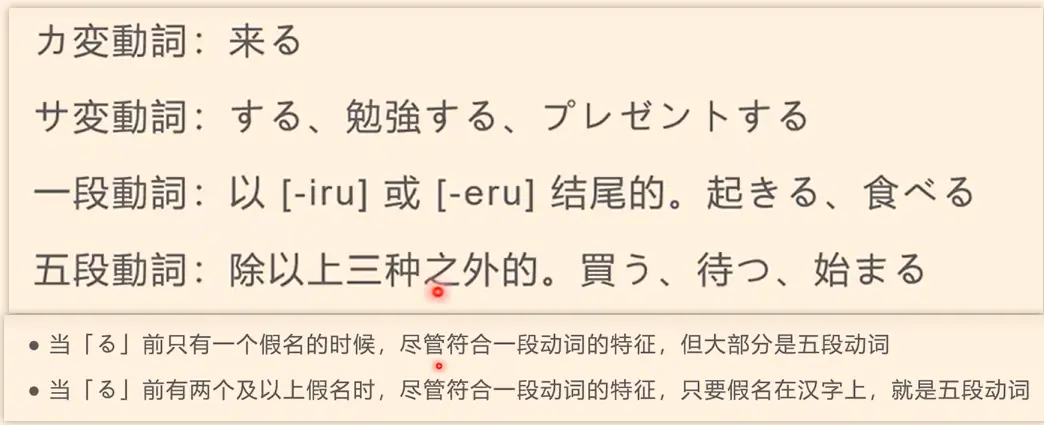 カ変動詞：来る
サ変動詞：する、勉強する、プレゼントする
一段動詞：以 [-iru] 或 [-eru] 结尾的。起きる、食べる
五段動詞：除以上三种之外的。買う、待つ、始まる
● 当「る」前只有一个假名的时候，尽管符合一段动词的特征，但大部分是五段动词
● 当「る」前有两个及以上假名时，尽管符合一段动词的特征，只要假名在汉字上，就是五段动词